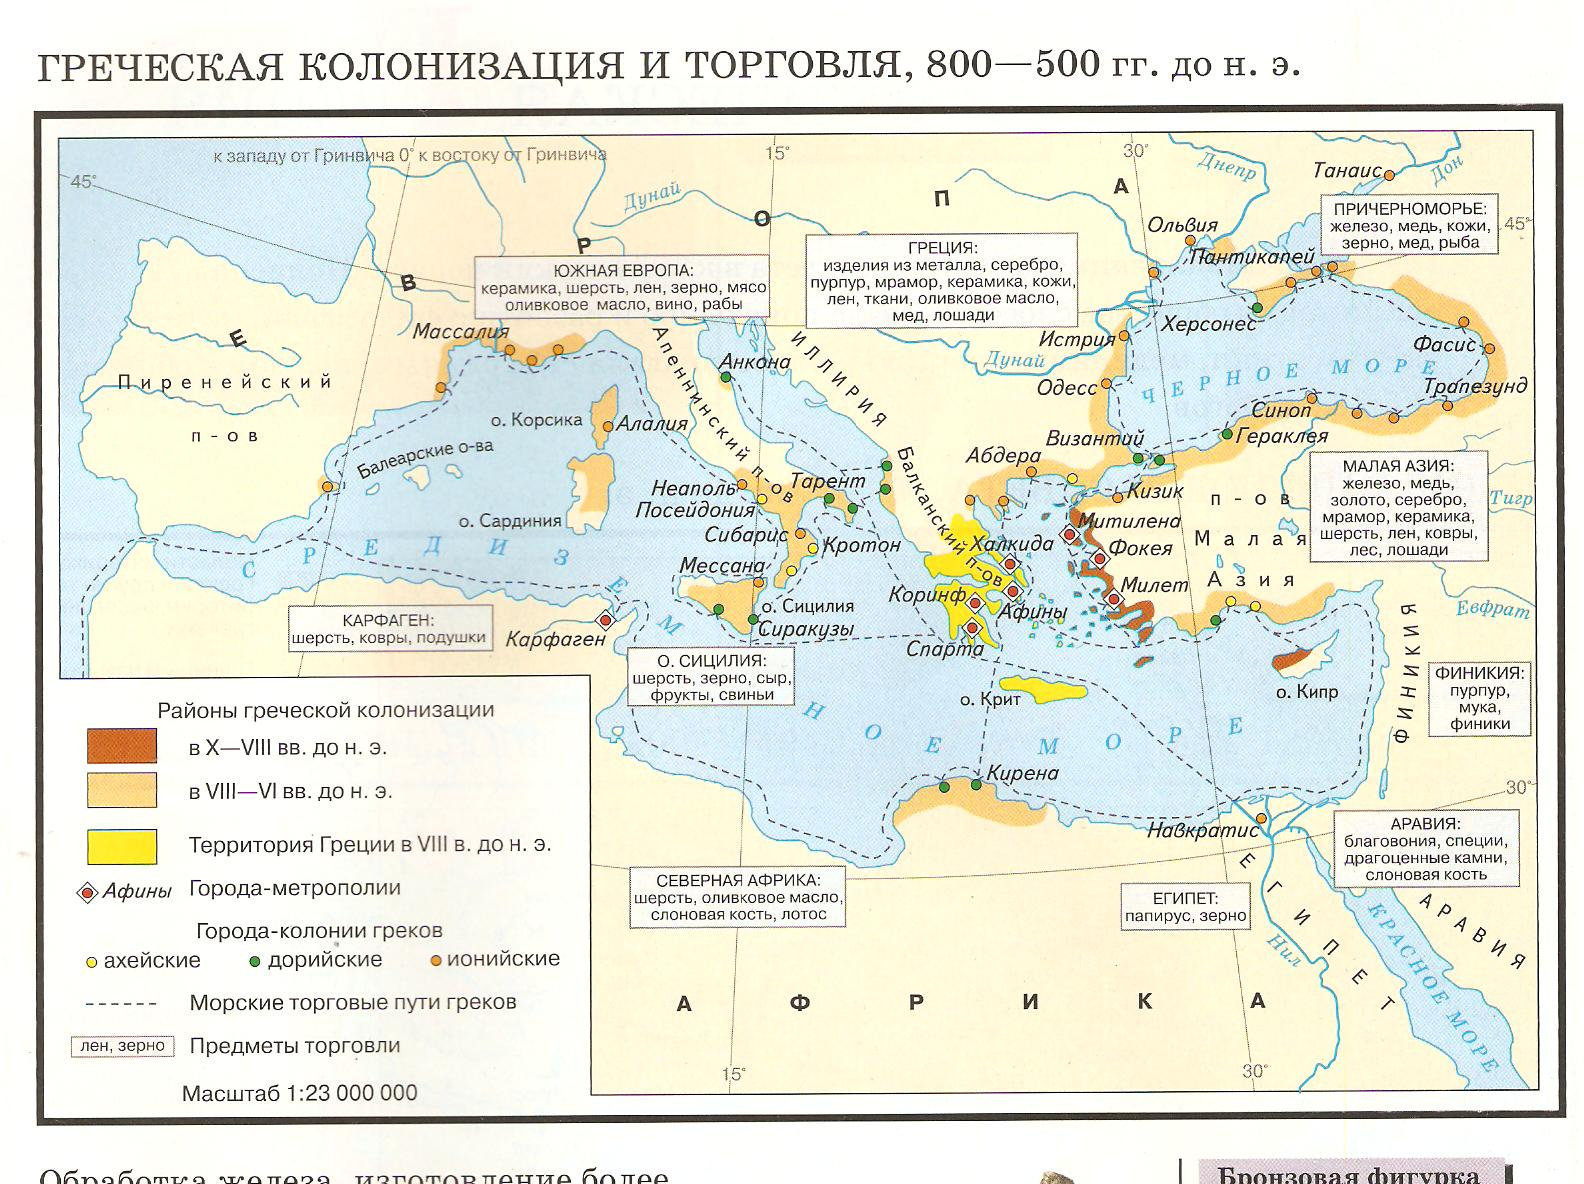 ГРЕЧЕСКАЯ КОЛОНИЗАЦИЯ И ТОРГОВЛЯ, 800—500 гг. до н. э.
к западу от Гринвича 0° к востоку от Гринвича
15°
30°
45°
45°
30°
15°
30°
Е В Р О П А
Дунай
Днепр
Дон
Танаис
ПРИЧЕРНОМОРЬЕ:
железо, медь, кожи,
зерно, мед, рыба
Ольвия
Пантикапей
ГРЕЦИЯ:
изделия из металла, серебро,
пурпур, мрамор, керамика, кожи,
лен, ткани, оливковое масло,
мед, лошади
ЮЖНАЯ ЕВРОПА:
керамика, шерсть, лен, зерно, мясо
оливковое масло, вино, рабы
Массалия
Херсонес
Истрия
Дунай
Фасис
Анкона
ИЛЛИРИЯ
Апеннинский п-ов
Пиренейский
п-ов
Одесс
ЧЕРНОЕ МОРЕ
Трапезунд
Синоп
Гераклея
о. Корсика
Алалия
Балеарские о-ва
Византий
Абдера
Балканский п-ов
МАЛАЯ АЗИЯ:
железо, медь,
золото, серебро,
мрамор, керамика,
шерсть, лен, ковры,
лес, лошади
Тигр
Неаполь
Посейдония
Тарент
Кизик
п-ов
Малая
Азия
о. Сардиния
Сибарис
Кротон
Митилена
Халкида
Фокея
СРЕДИЗЕМНОЕ МОРЕ
Мессана
Милет
Коринф
Афины
о. Сицилия
Сиракузы
Евфрат
КАРФАГЕН:
шерсть, ковры, подушки
Карфаген
Спарта
О. СИЦИЛИЯ:
шерсть, зерно, сыр,
фрукты, свиньи
о. Крит
о. Кипр
ФИНИКИЯ
ФИНИКИЯ:
пурпур,
мука,
финики
Кирена
Навкратис
АРАВИЯ:
благовония, специи,
драгоценные камни,
слоновая кость
СЕВЕРНАЯ АФРИКА:
шерсть, оливковое масло,
слоновая кость, лотос
ЕГИПЕТ:
папирус, зерно
ЕГИПЕТ
Нил
АРАВИЯ
КРАСНОЕ МОРЕ
А Ф Р И К А
Районы греческой колонизации
в X—VIII вв. до н. э.
в VIII—VI вв. до н. э.
Территория Греции в VIII в. до н. э.
Афины Города-метрополии
Города-колонии греков
ахейские дорийские ионийские
Морские торговые пути греков
лен, зерно Предметы торговли
Масштаб 1:23 000 000
Обработка железа, изготовление более
Бронзовая фигурка